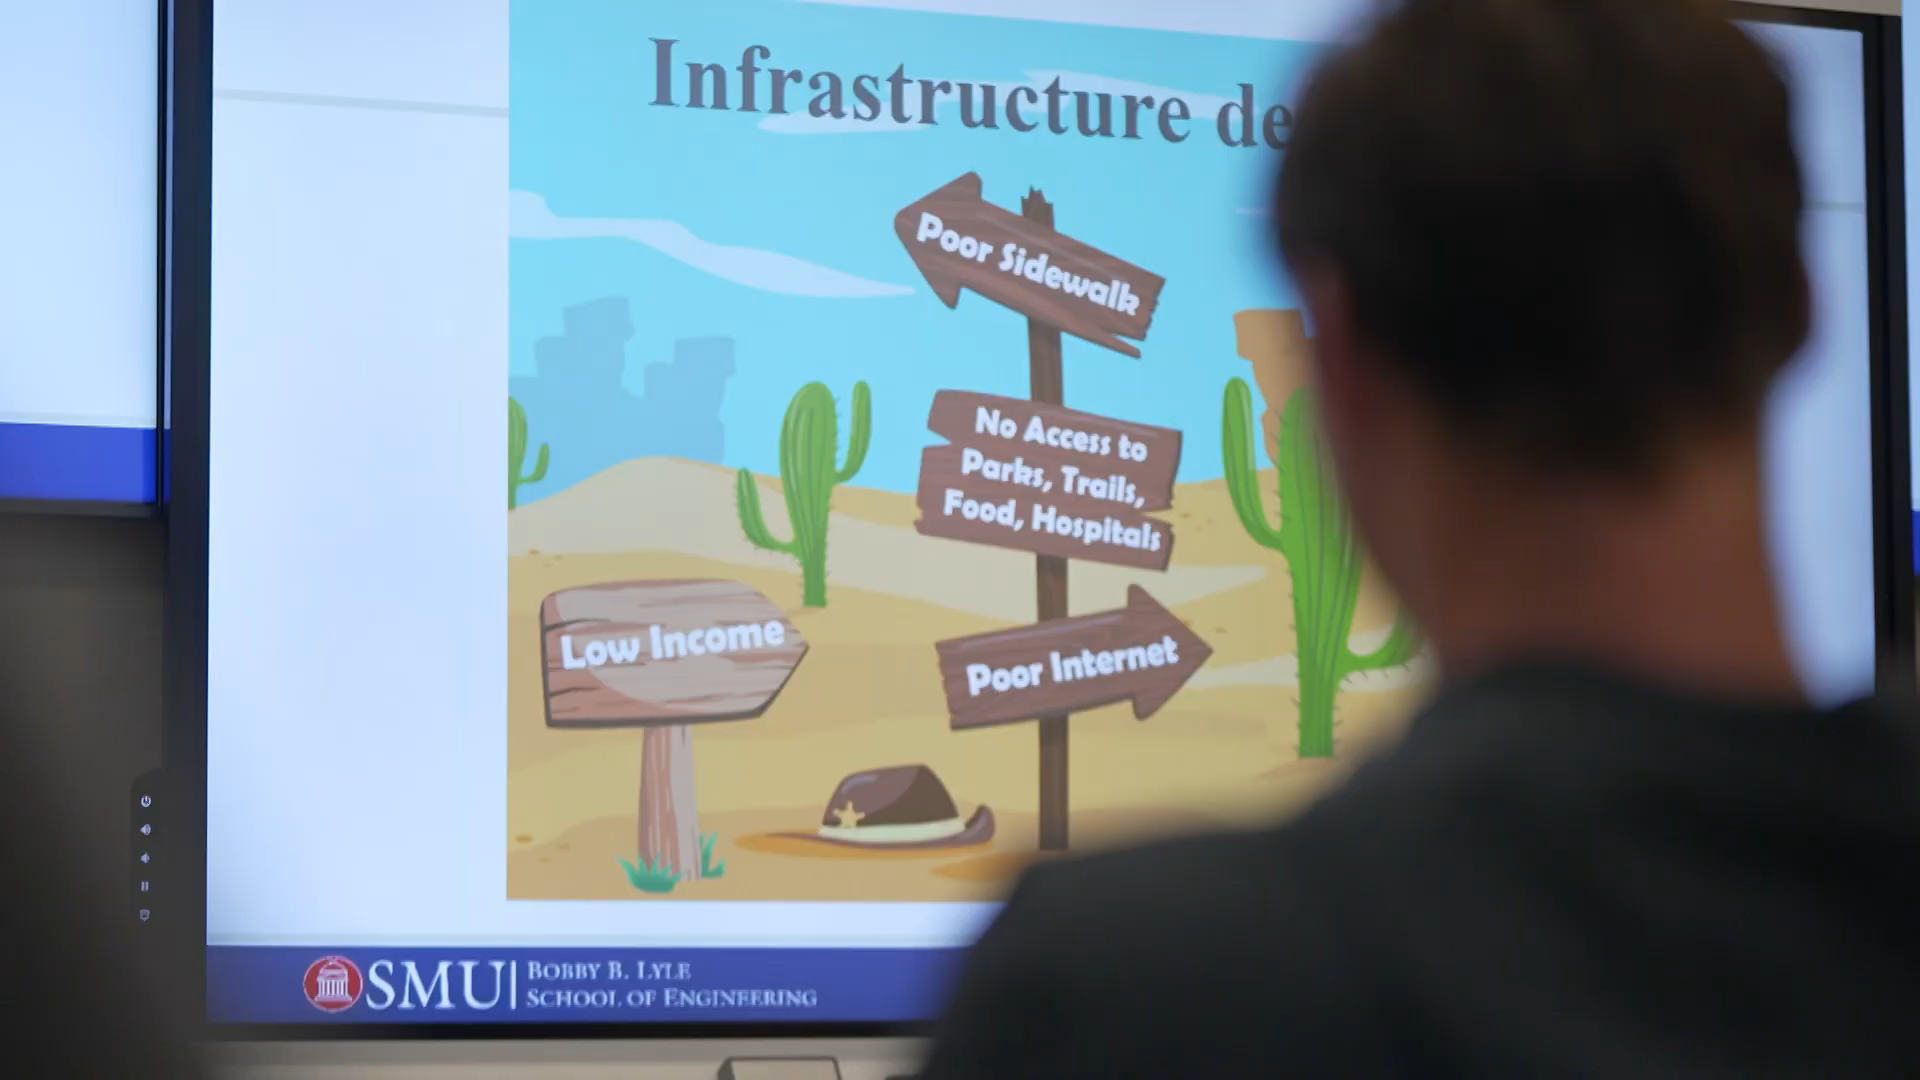 Infrastructure de
Poor Sidewalk
No Access to
Parks, Trails,
Food, Hospitals
Low Income
Poor Internet
SMU
BOBBY B. LYLE
SCHOOL OF ENGINEERING